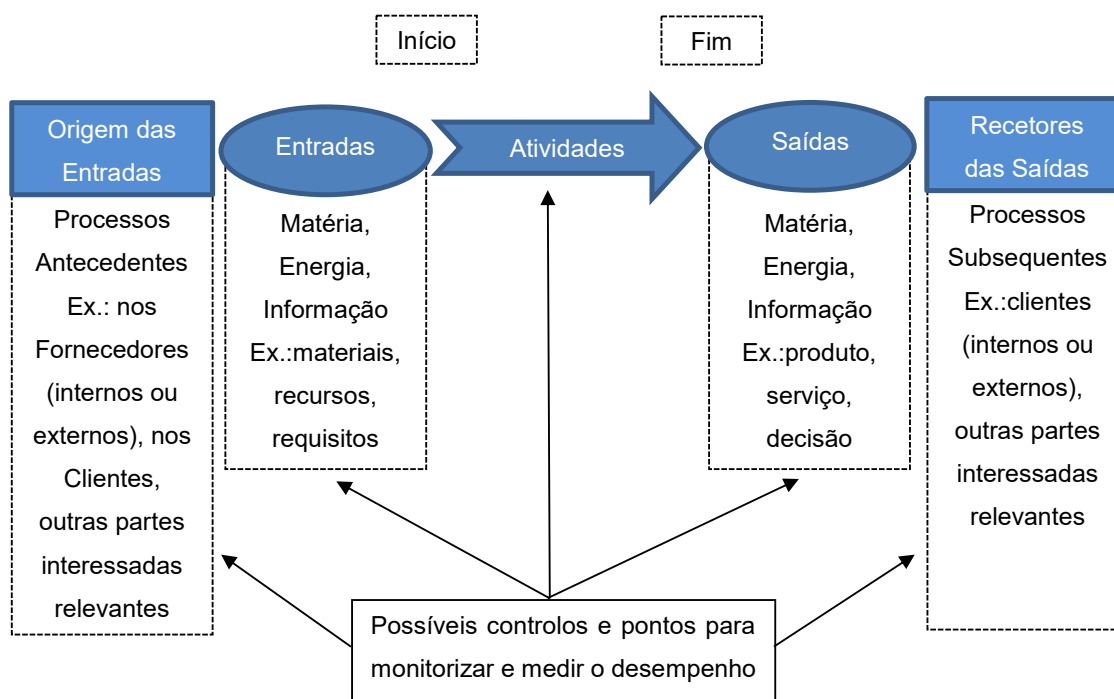 Início
Fim
Origem das
Entradas
Processos
Antecedentes
Ex.: nos
Fornecedores
(internos ou
externos), nos
Clientes,
outras partes
interessadas
relevantes
Entradas
Matéria,
Energia,
Informação
Ex.:materiais,
recursos,
requisitos
Atividades
Saídas
Matéria,
Energia,
Informação
Ex.:produto,
serviço,
decisão
Recetores
das Saídas
Processos
Subsequentes
Ex.:clientes
(internos ou
externos),
outras partes
interessadas
relevantes
Possíveis controlos e pontos para
monitorizar e medir o desempenho